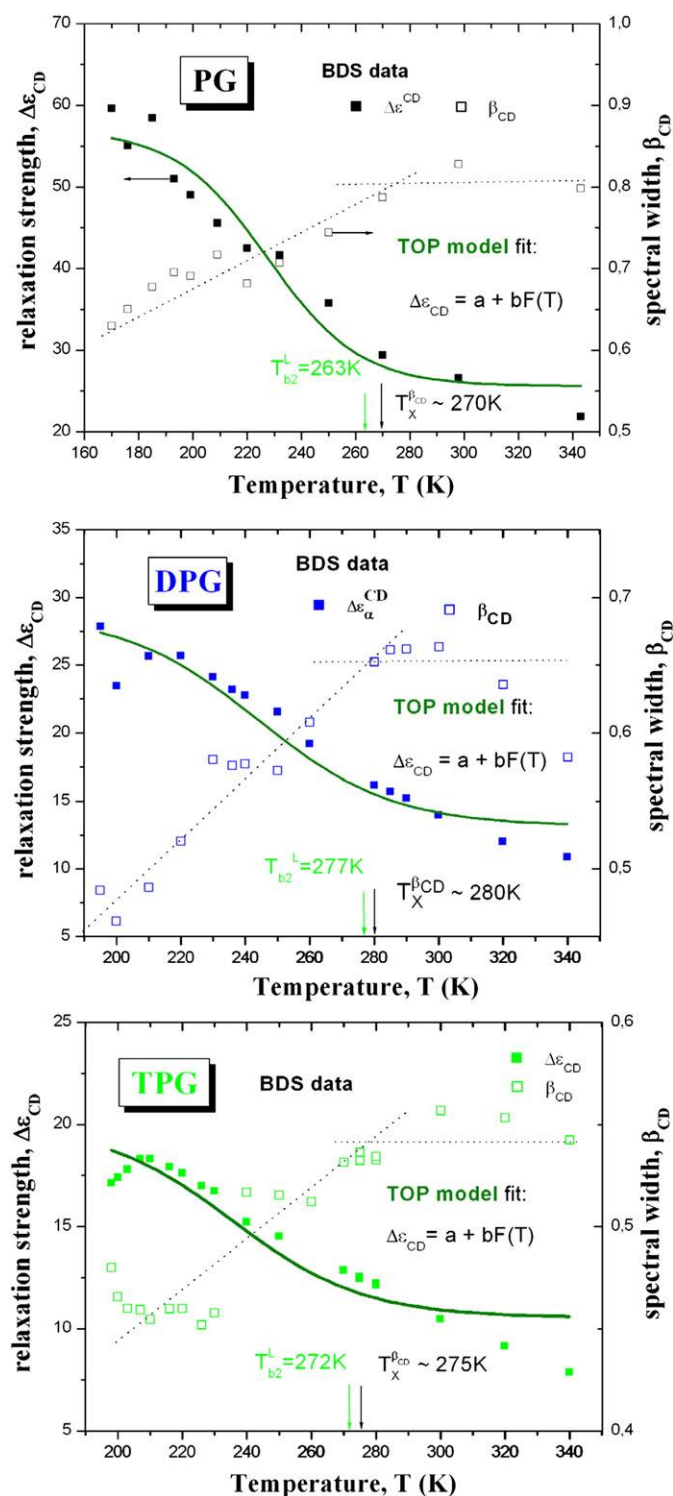 PG
BDS data
Δε^CD
β_CD
TOP model fit:
Δε_CD = a + bF(T)
T_b2^L=263K
T_X^β_CD ~ 270K
relaxation strength, Δε_CD
70
60
50
40
30
20
spectral width, β_CD
1,0
0,9
0,8
0,7
0,6
0,5
160 180 200 220 240 260 280 300 320 340
Temperature, T (K)
DPG
BDS data
Δε_α^CD
β_CD
TOP model fit:
Δε_CD = a + bF(T)
T_b2^L=277K
T_X^βCD ~ 280K
relaxation strength, Δε_CD
35
30
25
20
15
10
5
spectral width, β_CD
0,7
0,6
0,5
200 220 240 260 280 300 320 340
Temperature, T (K)
TPG
BDS data
Δε_CD
β_CD
TOP model fit:
Δε_CD = a + bF(T)
T_b2^L=272K
T_X^β_CD ~ 275K
relaxation strength, Δε_CD
25
20
15
10
5
spectral width, β_CD
0,6
0,5
0,4
200 220 240 260 280 300 320 340
Temperature, T (K)